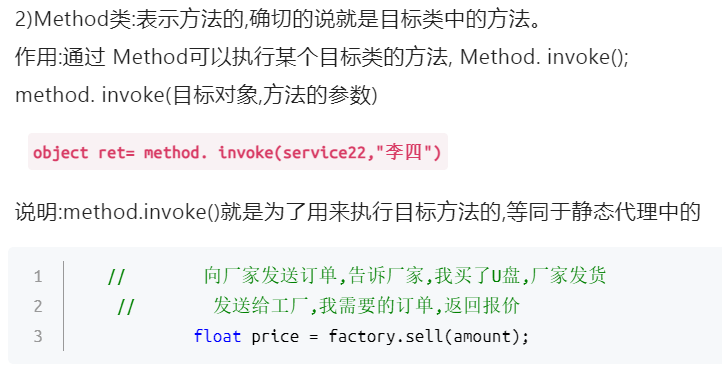 2)Method类:表示方法的,确切的说就是目标类中的方法。
作用:通过 Method可以执行某个目标类的方法, Method. invoke();
method. invoke(目标对象,方法的参数)
object ret= method. invoke(service22,"李四")
说明:method.invoke()就是为了用来执行目标方法的,等同于静态代理中的
1 // 向厂家发送订单,告诉厂家,我买了U盘,厂家发货
2 // 发送给工厂,我需要的订单,返回报价
3 float price = factory.sell(amount);